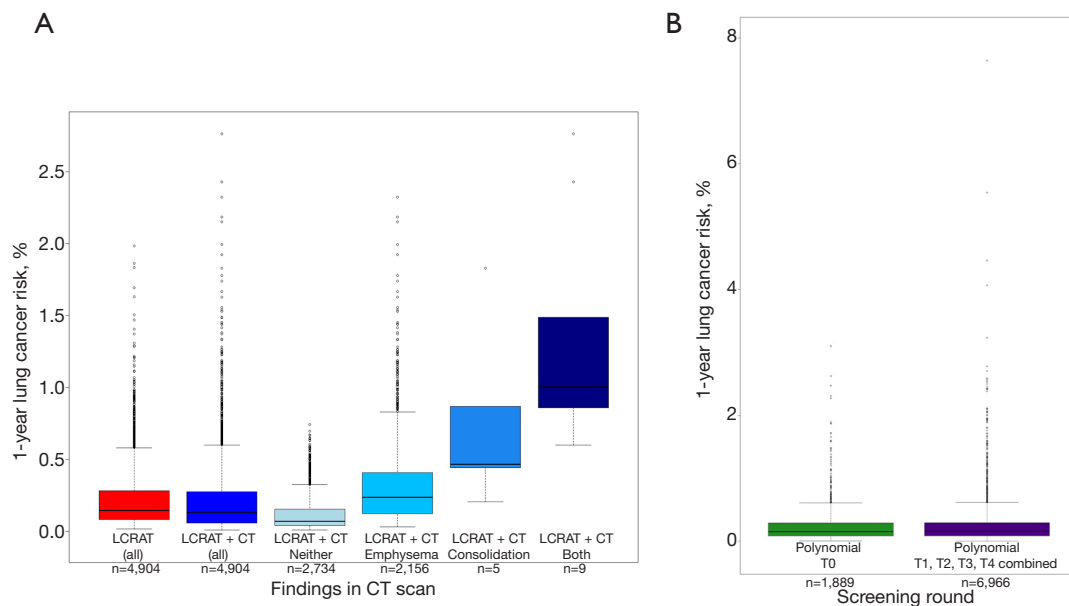 A
1-year lung cancer risk, %
2.5
2.0
1.5
1.0
0.5
0.0
LCRAT
(all)
n=4,904
LCRAT + CT
(all)
n=4,904
LCRAT + CT
Neither
n=2,734
LCRAT + CT
Emphysema
n=2,156
LCRAT + CT
Consolidation
n=5
LCRAT + CT
Both
n=9
Findings in CT scan
B
1-year lung cancer risk, %
8
6
4
2
0
Polynomial
T0
n=1,889
Polynomial
T1, T2, T3, T4 combined
n=6,966
Screening round